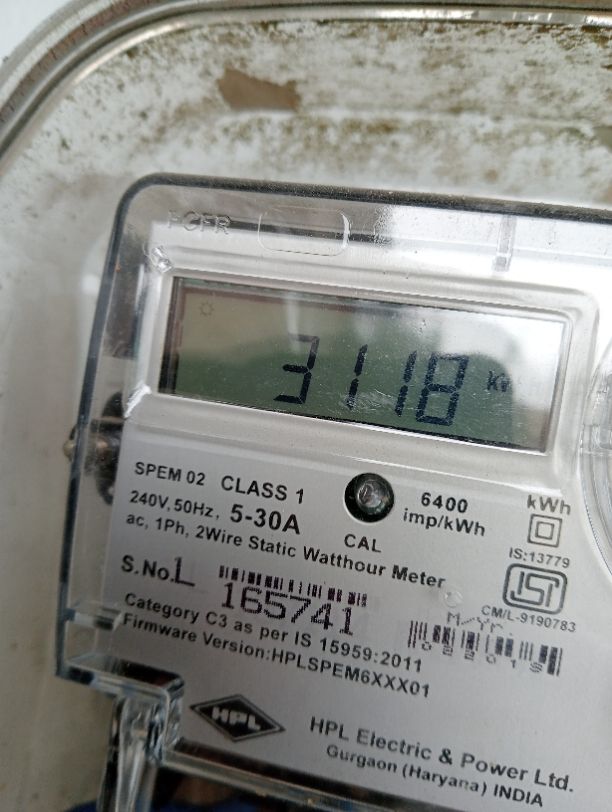 3118
SPEM 02 CLASS 1
240V, 50Hz, 5-30A
ac, 1Ph, 2Wire Static Watthour Meter
CAL
6400
imp/kWh
kWh
IS:13779
ISI
CM/L-9190783
S.No.L 165741
M/Yr.
Category C3 as per IS 15959:2011
Firmware Version:HPLSPEM6XXX01
HPL
HPL Electric & Power Ltd.
Gurgaon (Haryana) INDIA